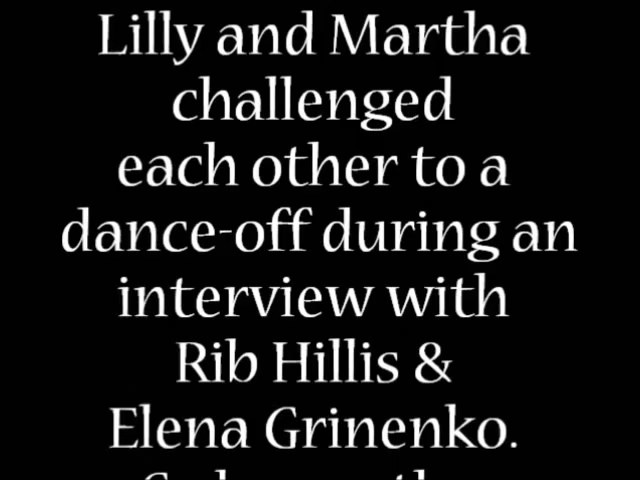 Lilly and Martha
challenged
each other to a
dance-off during an
interview with
Rib Hillis &
Elena Grinenko.